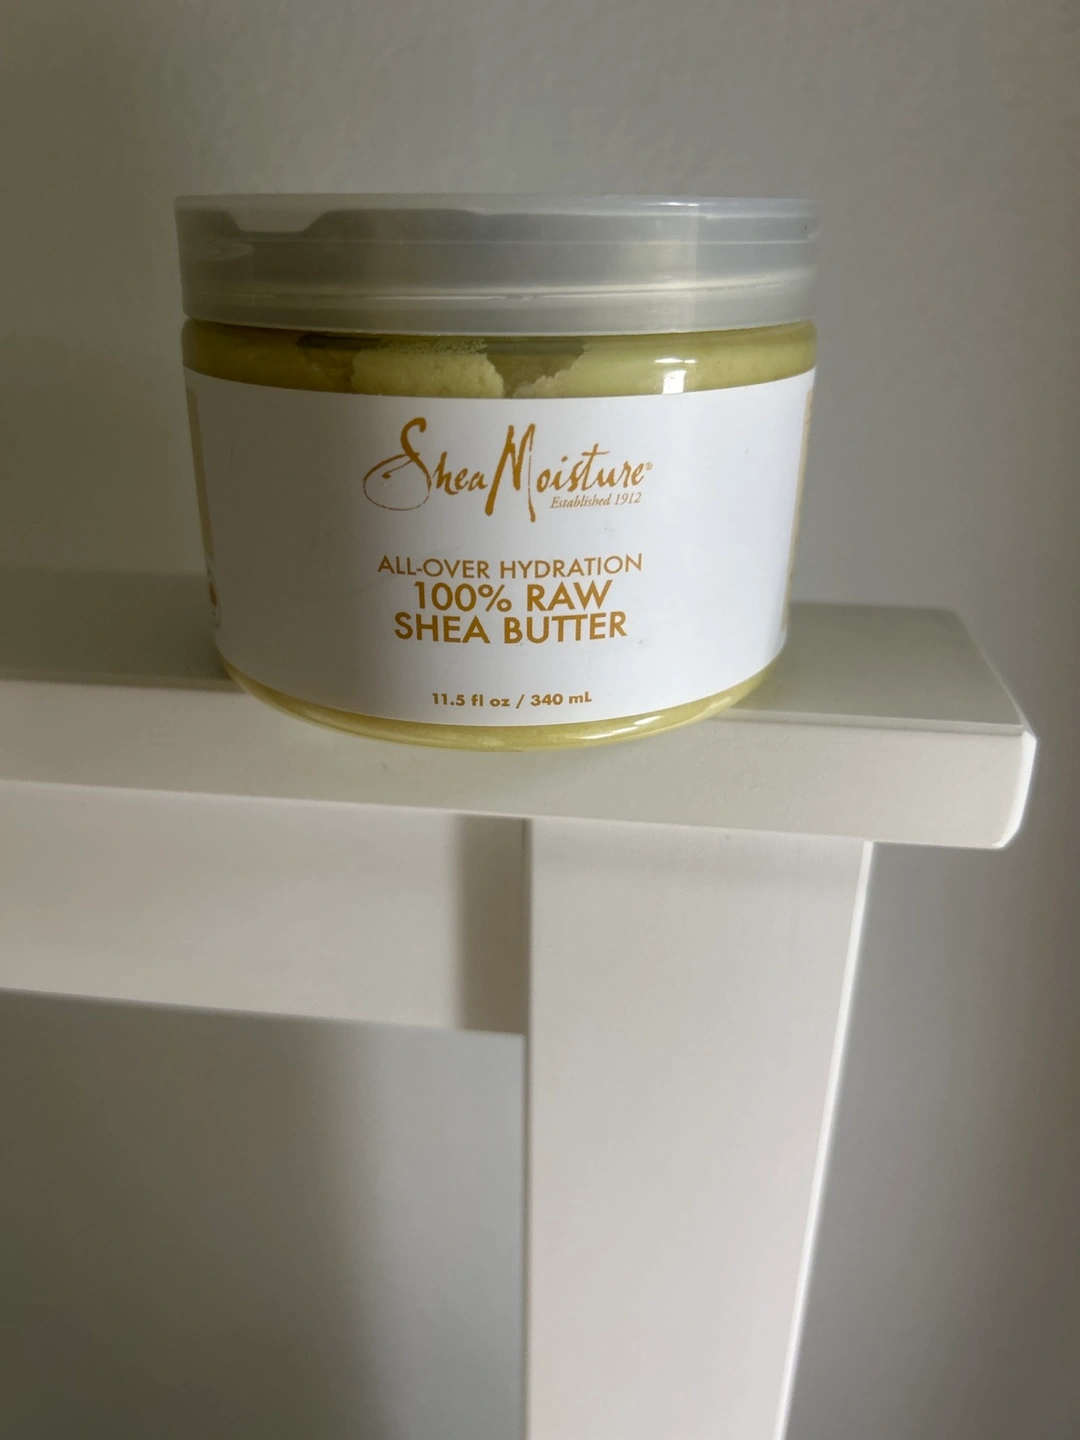 SheaMoisture®
Established 1912
ALL-OVER HYDRATION
100% RAW
SHEA BUTTER
11.5 fl oz / 340 mL